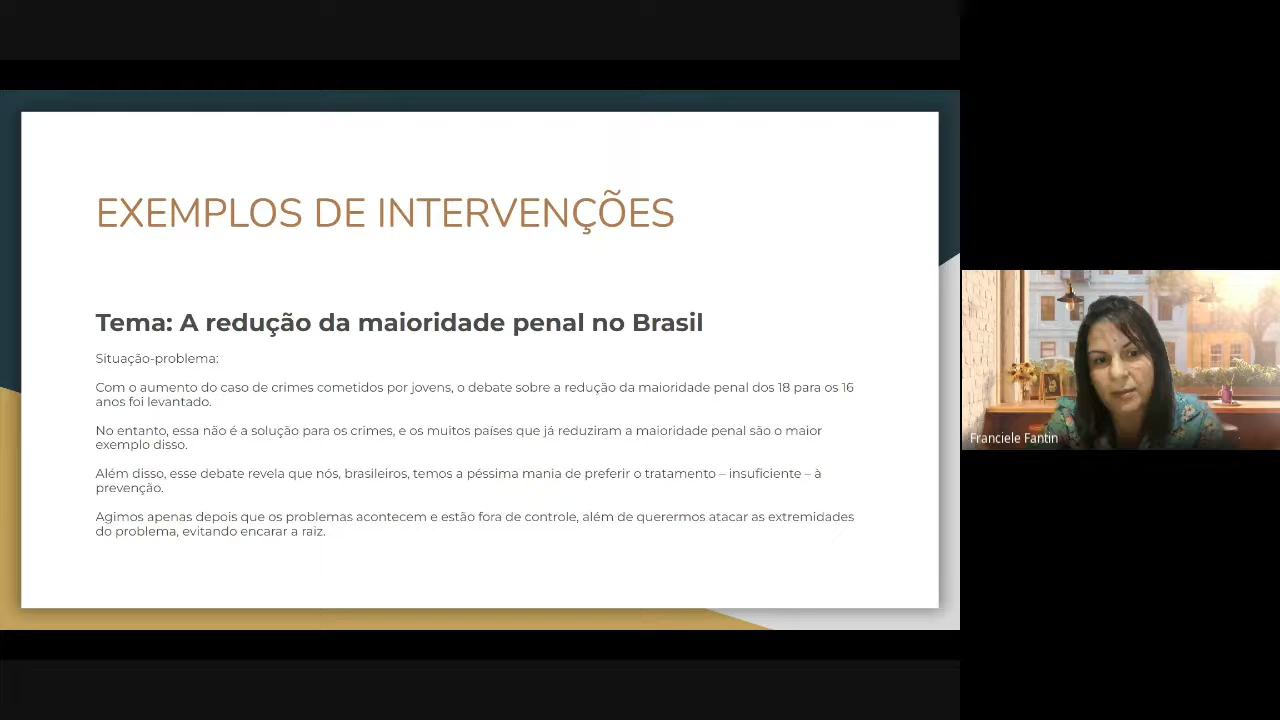 EXEMPLOS DE INTERVENÇÕES
Tema: A redução da maioridade penal no Brasil
Situação-problema:
Com o aumento do caso de crimes cometidos por jovens, o debate sobre a redução da maioridade penal dos 18 para os 16
anos foi levantado.
No entanto, essa não é a solução para os crimes, e os muitos países que já reduziram a maioridade penal são o maior
exemplo disso.
Além disso, esse debate revela que nós, brasileiros, temos a péssima mania de preferir o tratamento – insuficiente – à
prevenção.
Agimos apenas depois que os problemas acontecem e estão fora de controle, além de querermos atacar as extremidades
do problema, evitando encarar a raiz.
Franciele Fantin